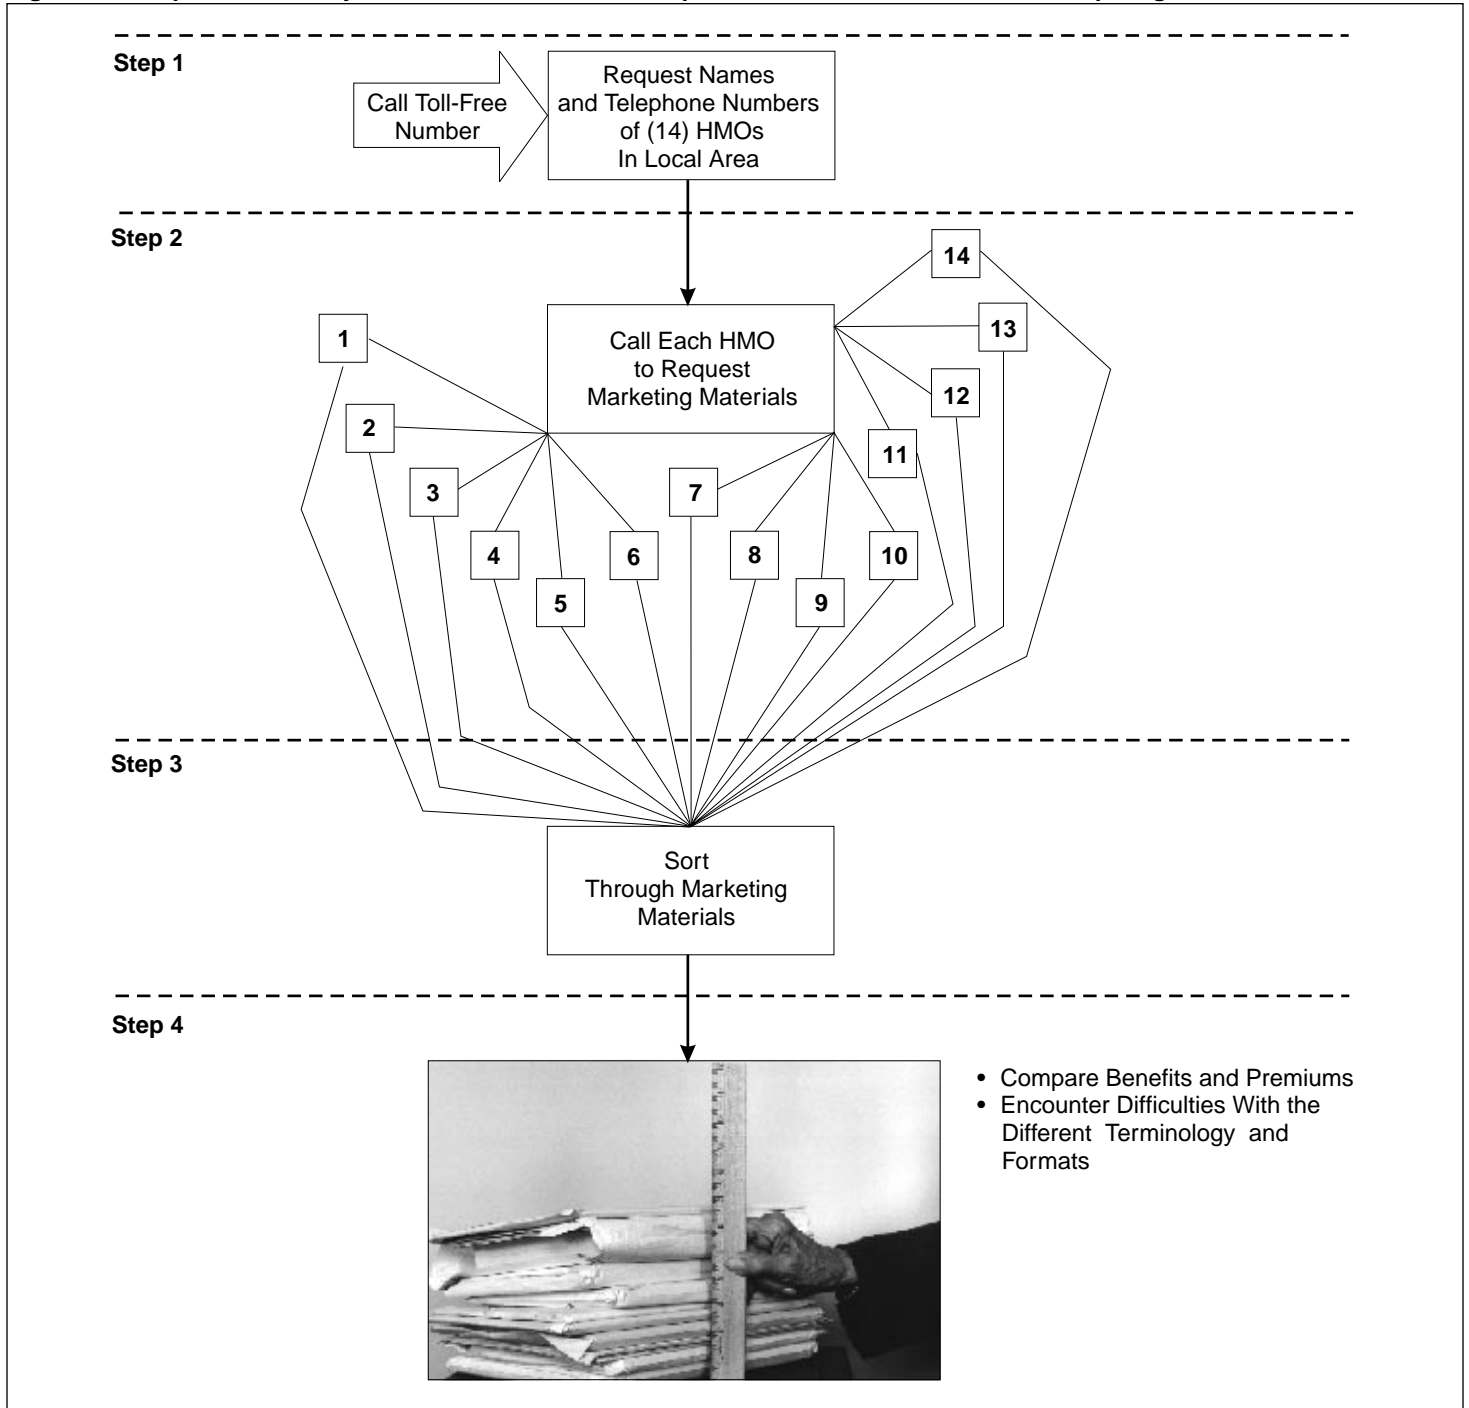 Step 1
Call Toll-Free
Number
Request Names
and Telephone Numbers
of (14) HMOs
In Local Area
Step 2
Call Each HMO
to Request
Marketing Materials
1
2
3
4
5
6
7
8
9
10
11
12
13
14
Step 3
Sort
Through Marketing
Materials
Step 4
• Compare Benefits and Premiums
• Encounter Difficulties With the
Different Terminology and
Formats